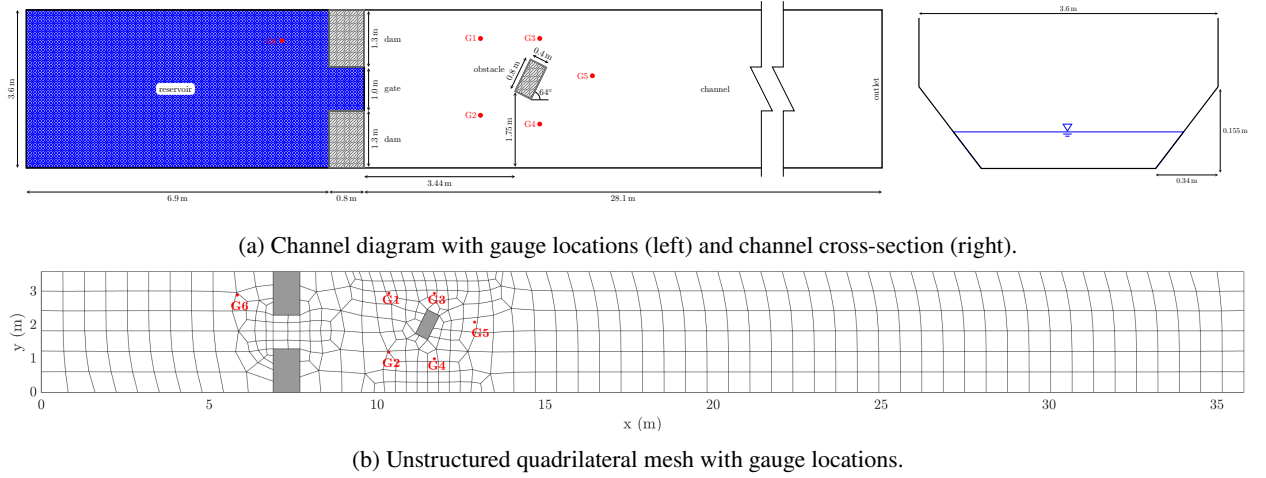 3.6 m
G6
reservoir
1.3 m
dam
1.0 m
gate
1.3 m
dam
G1
G3
0.4 m
obstacle
0.8 m
64°
G5
G2
G4
1.75 m
channel
outlet
3.44 m
6.9 m
0.8 m
28.1 m
3.6 m
0.155 m
0.34 m
(a) Channel diagram with gauge locations (left) and channel cross-section (right).
y (m)
3
2
1
0
G6
G1
G3
G5
G2
G4
0
5
10
15
20
25
30
35
x (m)
(b) Unstructured quadrilateral mesh with gauge locations.